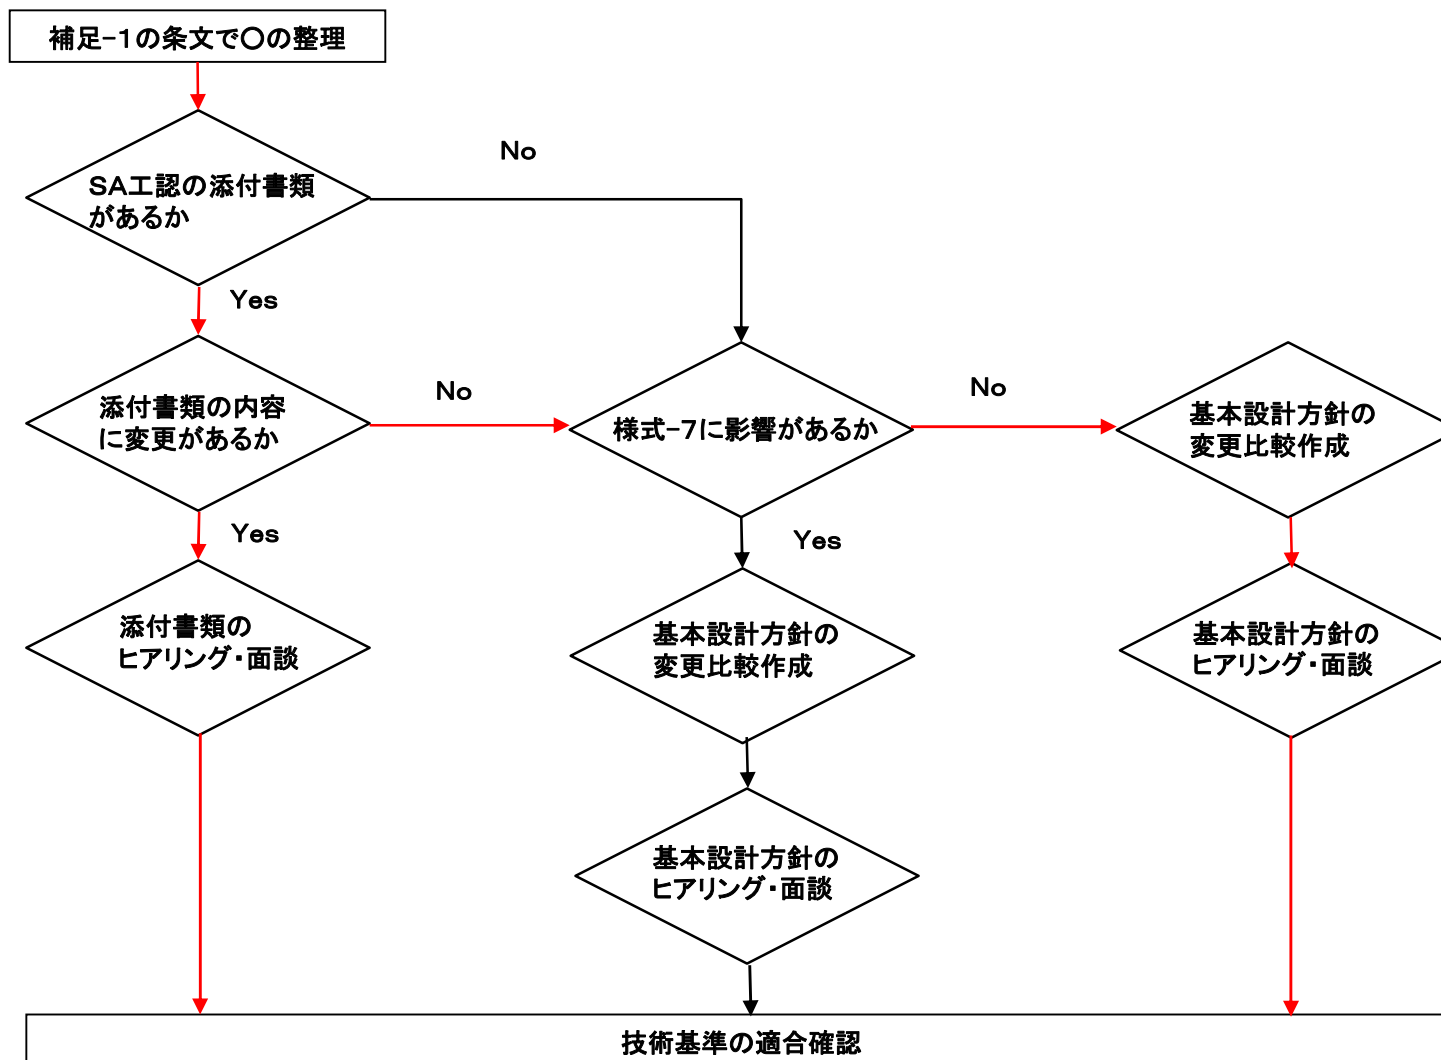 補足-1の条文で〇の整理
No
SA工認の添付書類
があるか
Yes
添付書類の内容
に変更があるか
No
様式-7に影響があるか
No
基本設計方針の
変更比較作成
Yes
Yes
添付書類の
ヒアリング・面談
基本設計方針の
変更比較作成
基本設計方針の
ヒアリング・面談
基本設計方針の
ヒアリング・面談
技術基準の適合確認